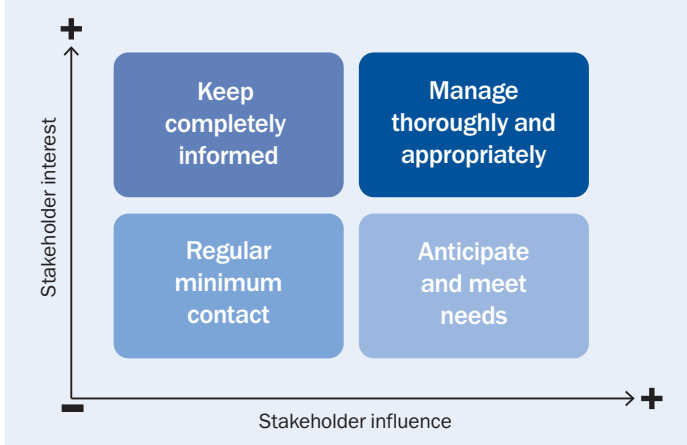 +
Stakeholder interest
Keep
completely
informed
Manage
thoroughly and
appropriately
Regular
minimum
contact
Anticipate
and meet
needs
−
+
Stakeholder influence